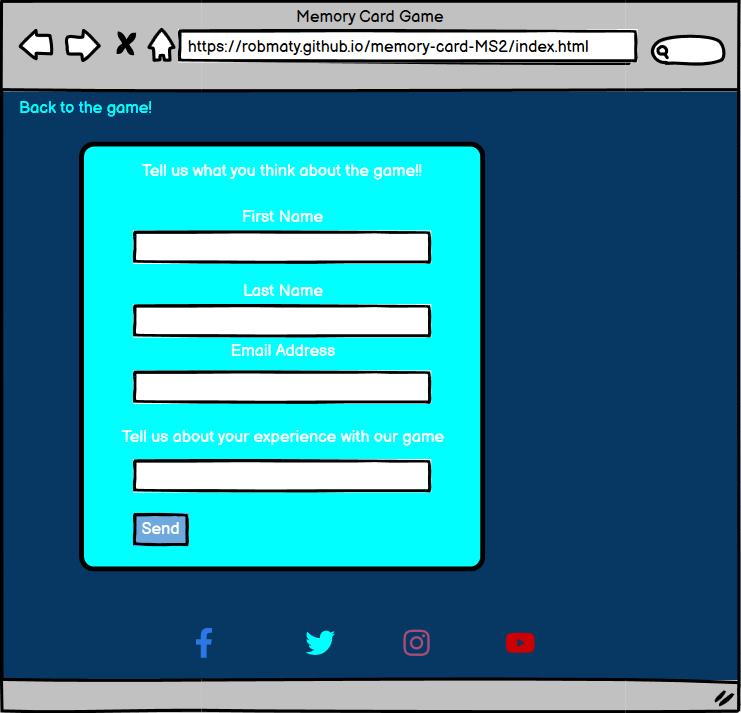 Memory Card Game
https://robmaty.github.io/memory-card-MS2/index.html
Back to the game!
Tell us what you think about the game!!
First Name
Last Name
Email Address
Tell us about your experience with our game
Send